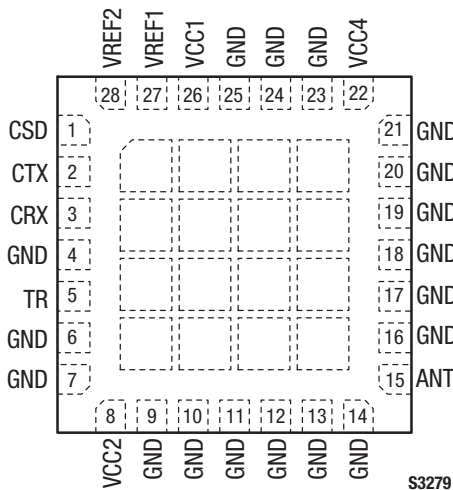 VREF2 VREF1 VCC1 GND GND GND VCC4
28 27 26 25 24 23 22
CSD 1 21 GND
CTX 2 20 GND
CRX 3 19 GND
GND 4 18 GND
TR 5 17 GND
GND 6 16 GND
GND 7 15 ANT
8 9 10 11 12 13 14
VCC2 GND GND GND GND GND GND
S3279